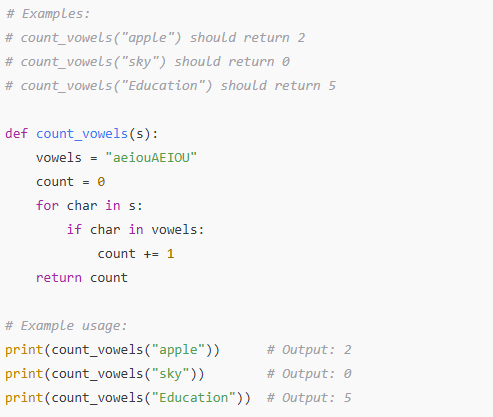 # Examples:
# count_vowels("apple") should return 2
# count_vowels("sky") should return 0
# count_vowels("Education") should return 5

def count_vowels(s):
    vowels = "aeiouAEIOU"
    count = 0
    for char in s:
        if char in vowels:
            count += 1
    return count

# Example usage:
print(count_vowels("apple"))      # Output: 2
print(count_vowels("sky"))        # Output: 0
print(count_vowels("Education"))  # Output: 5